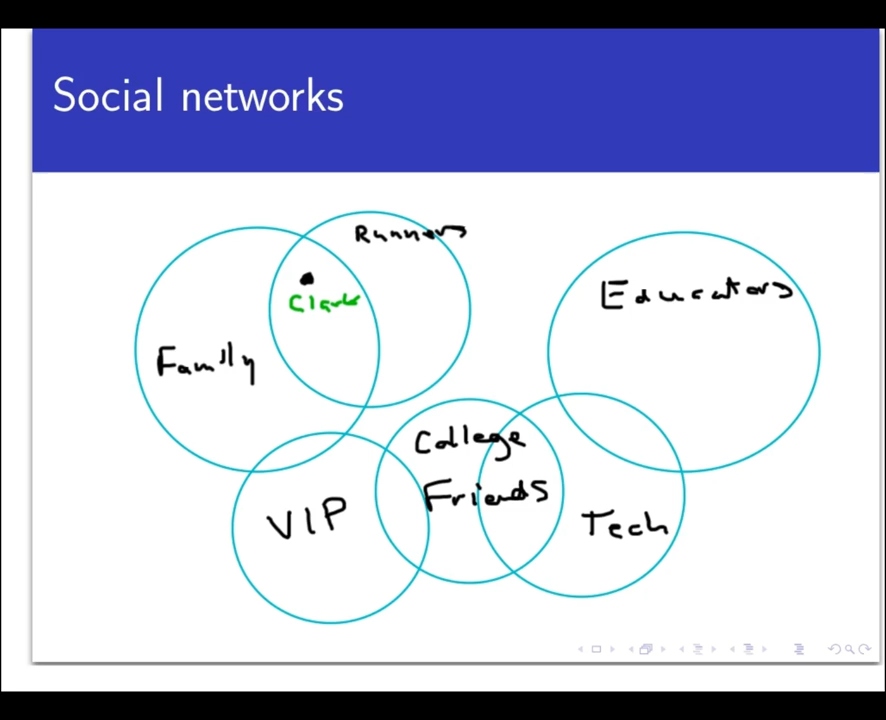 Social networks
Runners
Clark
Educators
Family
College
Friends
VIP
Tech